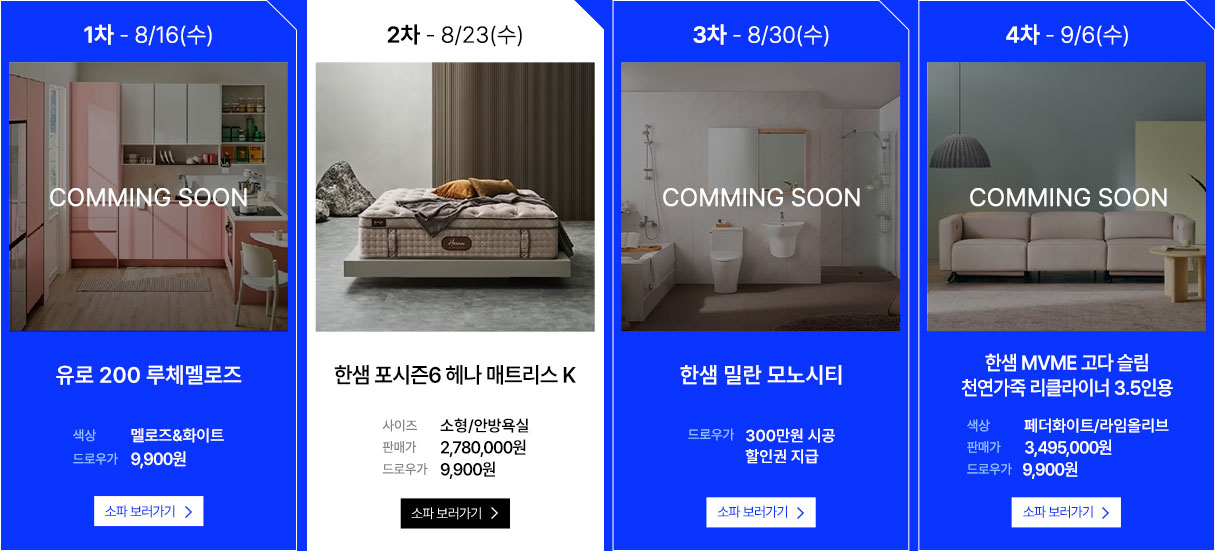 1차 - 8/16(수)
COMMING SOON
유로 200 루체멜로즈
색상 멜로즈&화이트
드로우가 9,900원
소파 보러가기 >
2차 - 8/23(수)
한샘 포시즌6 헤나 매트리스 K
사이즈 소형/안방욕실
판매가 2,780,000원
드로우가 9,900원
소파 보러가기 >
3차 - 8/30(수)
COMMING SOON
한샘 밀란 모노시티
드로우가 300만원 시공
할인권 지급
소파 보러가기 >
4차 - 9/6(수)
COMMING SOON
한샘 MVME 고다 슬림
천연가죽 리클라이너 3.5인용
색상 페더화이트/라임올리브
판매가 3,495,000원
드로우가 9,900원
소파 보러가기 >